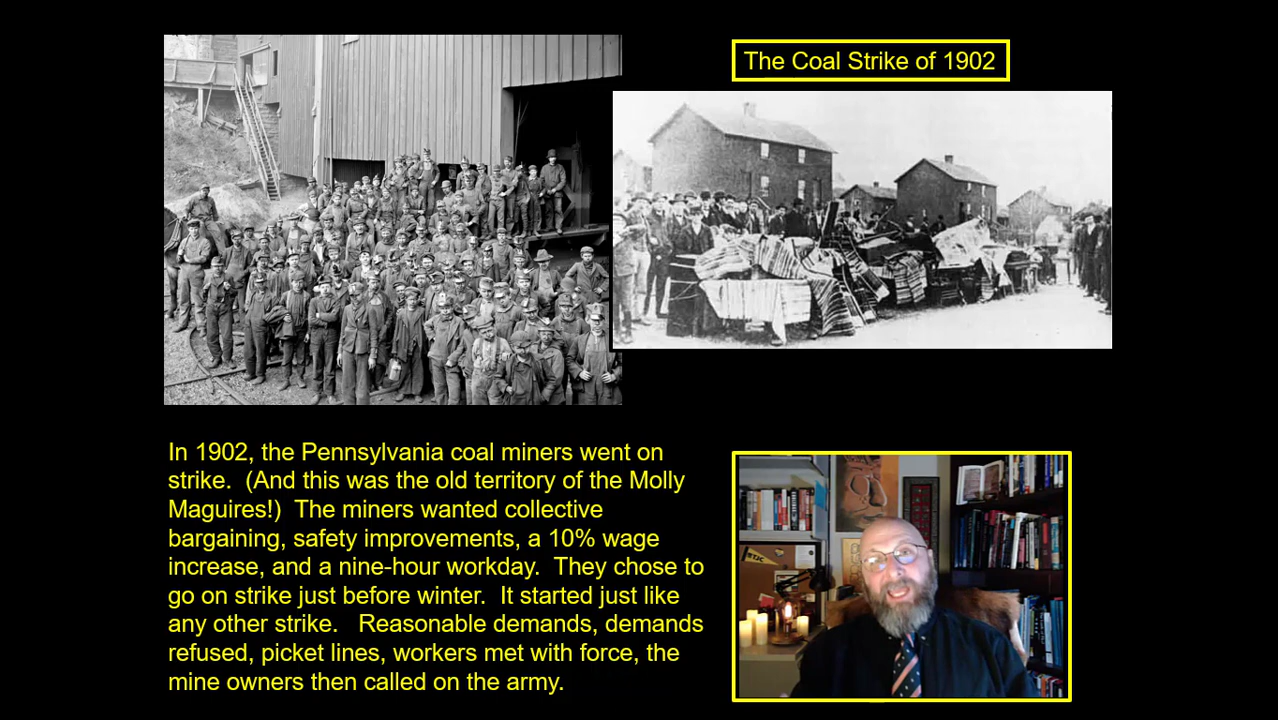 The Coal Strike of 1902
In 1902, the Pennsylvania coal miners went on
strike.  (And this was the old territory of the Molly
Maguires!)  The miners wanted collective
bargaining, safety improvements, a 10% wage
increase, and a nine-hour workday.  They chose to
go on strike just before winter.  It started just like
any other strike.   Reasonable demands, demands
refused, picket lines, workers met with force, the
mine owners then called on the army.